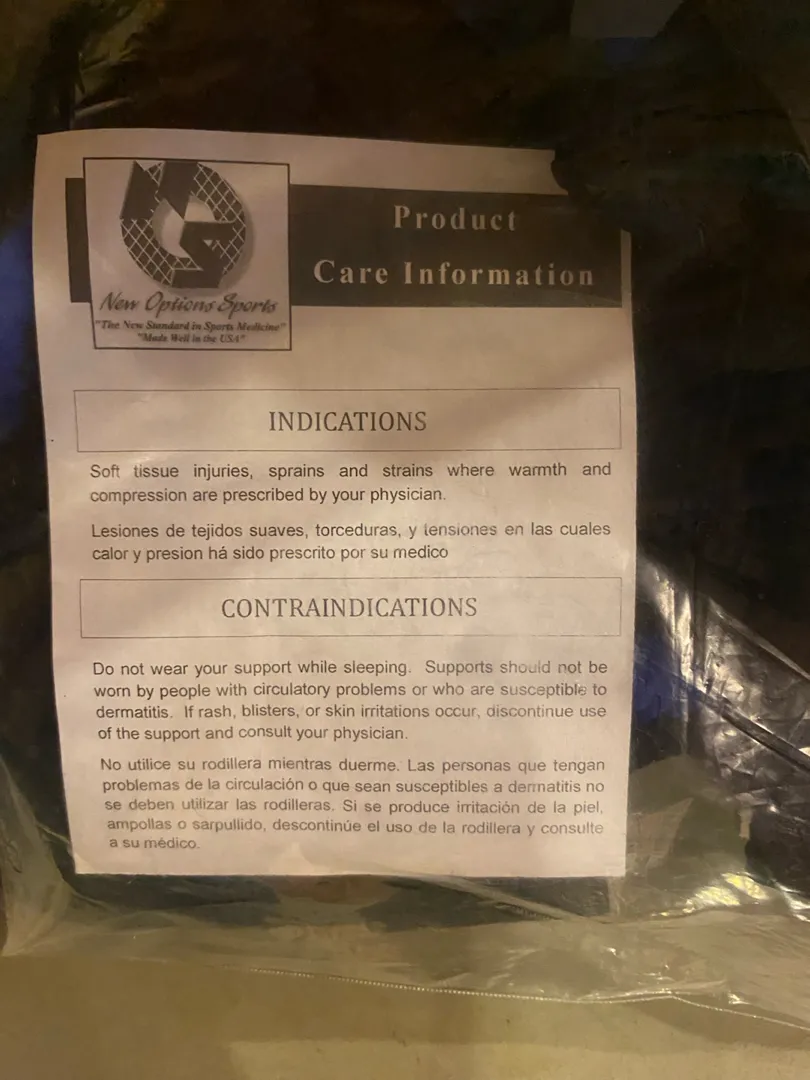 Product
Care Information
New Options Sports
"The New Standard in Sports Medicine"
"Made Well in the USA"
INDICATIONS
Soft tissue injuries, sprains and strains where warmth and
compression are prescribed by your physician.
Lesiones de tejidos suaves, torceduras, y tensiones en las cuales
calor y presion há sido prescrito por su medico
CONTRAINDICATIONS
Do not wear your support while sleeping. Supports should not be
worn by people with circulatory problems or who are susceptible to
dermatitis. If rash, blisters, or skin irritations occur, discontinue use
of the support and consult your physician.
No utilice su rodillera mientras duerme. Las personas que tengan
problemas de la circulación o que sean susceptibles a dermatitis no
se deben utilizar las rodilleras. Si se produce irritación de la piel,
ampollas o sarpullido, descontinúe el uso de la rodillera y consulte
a su médico.